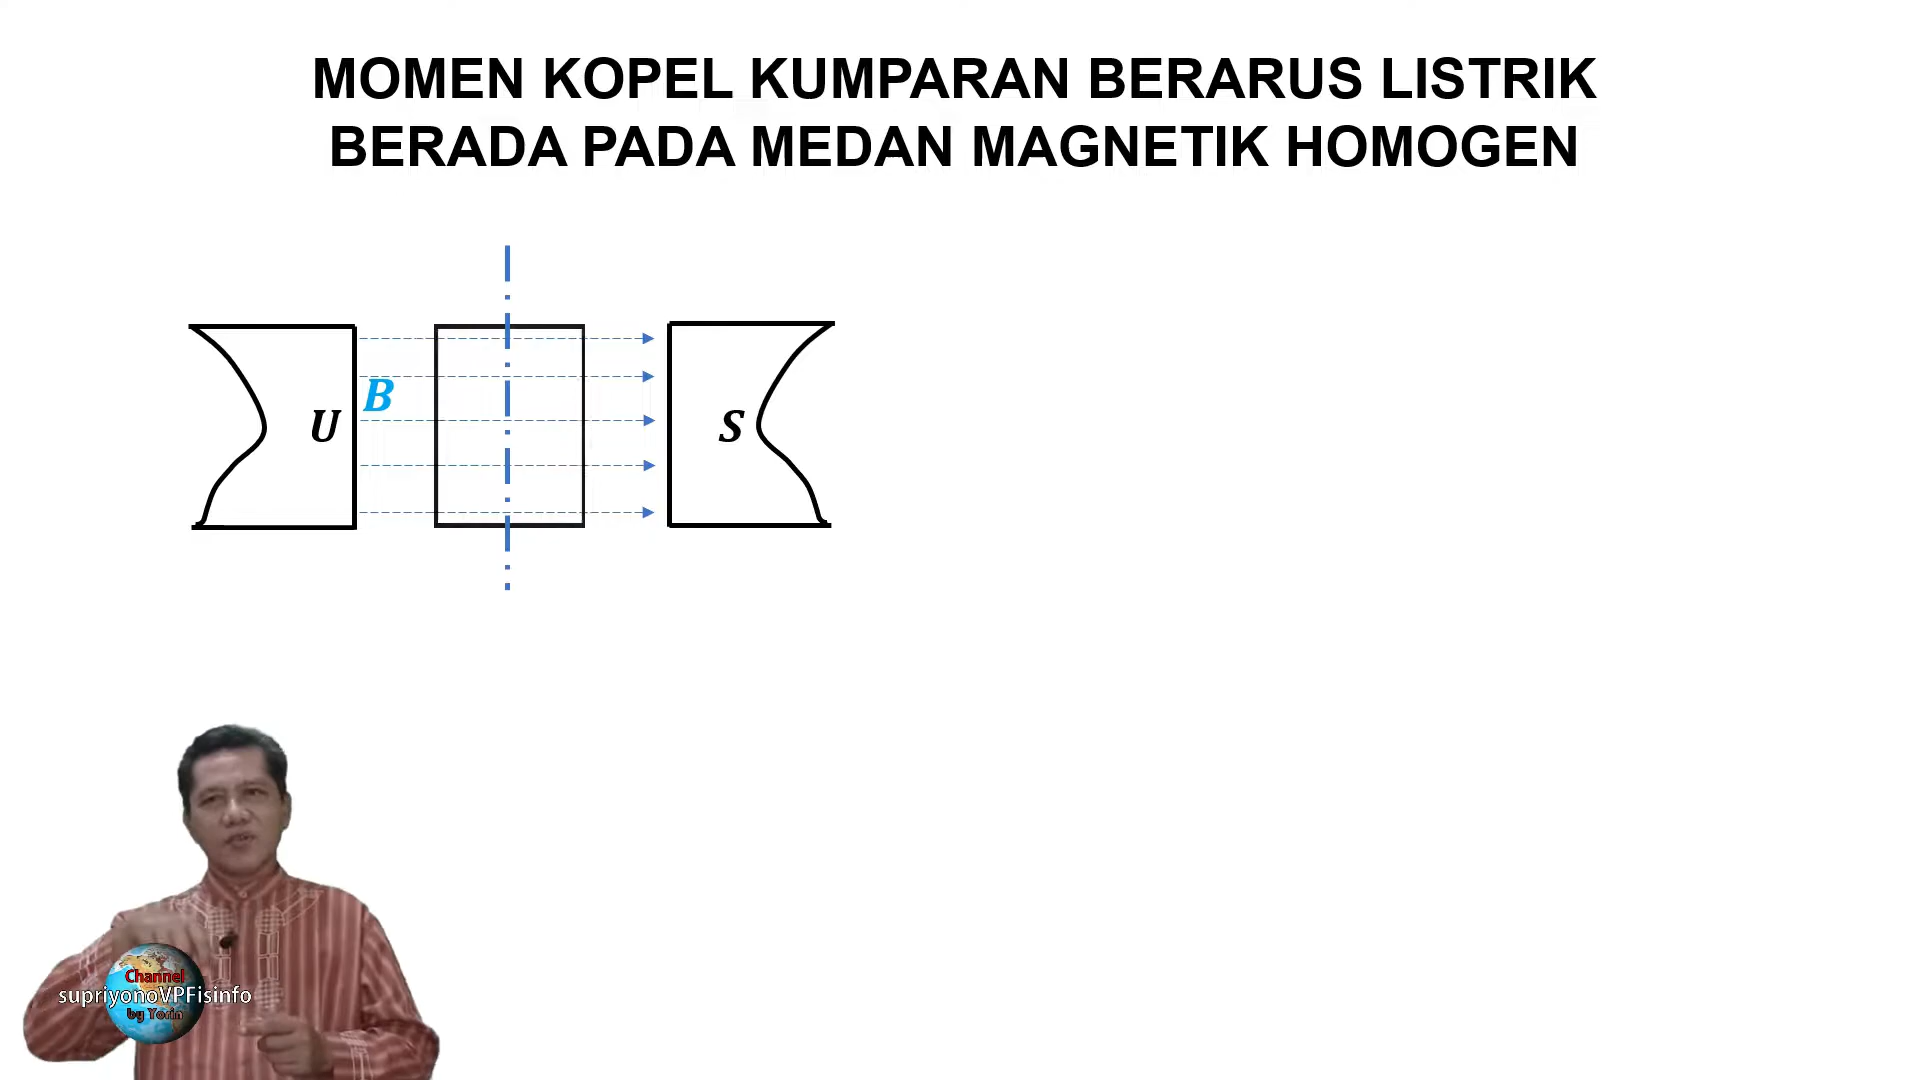 MOMEN KOPEL KUMPARAN BERARUS LISTRIK
BERADA PADA MEDAN MAGNETIK HOMOGEN
B
U
S
Channel
supriyonoVPFisinfo
by Yorin